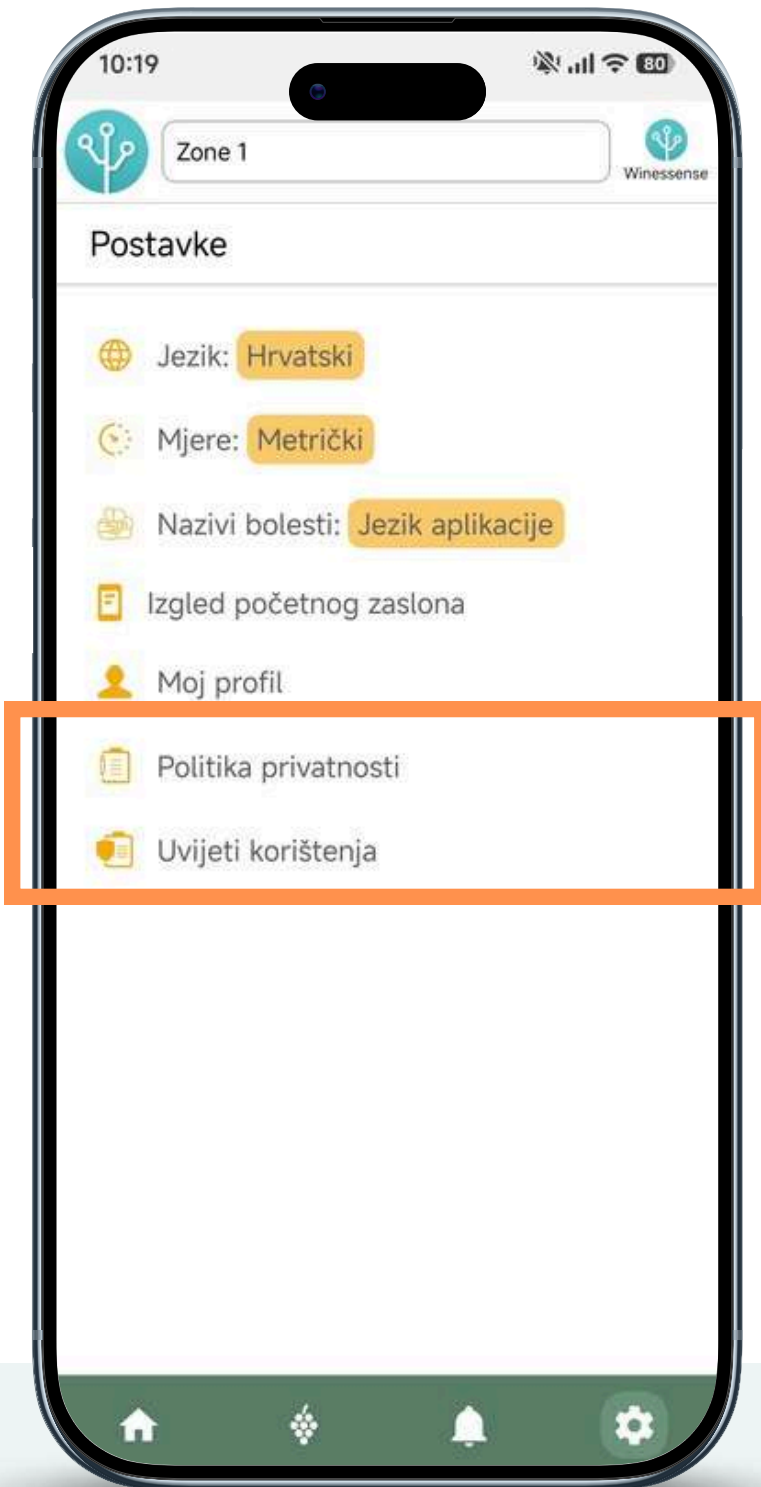 10:19
80
Zone 1
Winessense
Postavke
Jezik: Hrvatski
Mjere: Metrički
Nazivi bolesti: Jezik aplikacije
Izgled početnog zaslona
Moj profil
Politika privatnosti
Uvijeti korištenja